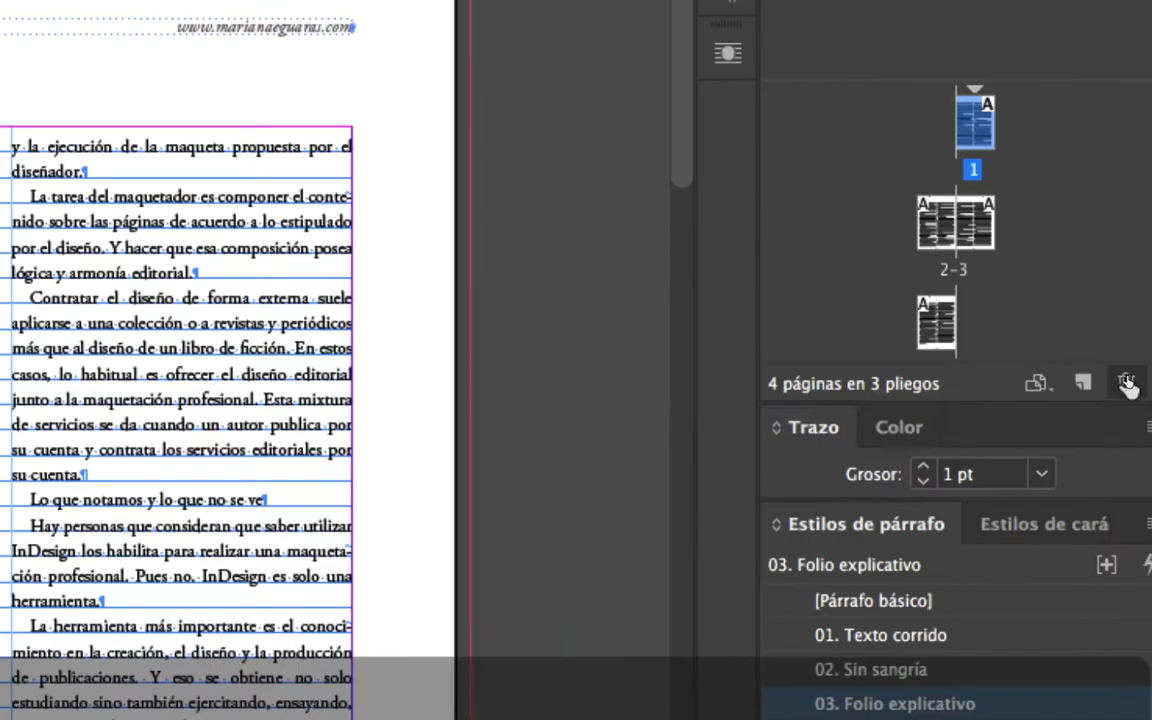 www.marianaeguaras.com
y la ejecución de la maqueta propuesta por el
diseñador.¶
La tarea del maquetador es componer el conte-
nido sobre las páginas de acuerdo a lo estipulado
por el diseño. Y hacer que esa composición posea
lógica y armonía editorial.¶
Contratar el diseño de forma externa suele
aplicarse a una colección o a revistas y periódicos
más que al diseño de un libro de ficción. En estos
casos, lo habitual es ofrecer el diseño editorial
junto a la maquetación profesional. Esta mixtura
de servicios se da cuando un autor publica por
su cuenta y contrata los servicios editoriales por
su cuenta.¶
Lo que notamos y lo que no se ve¶
Hay personas que consideran que saber utilizar
InDesign los habilita para realizar una maqueta-
ción profesional. Pues no. InDesign es solo una
herramienta.¶
La herramienta más importante es el conoci-
miento en la creación, el diseño y la producción
de publicaciones. Y eso se obtiene no solo
estudiando sino también ejercitando, ensayando,
A
1
A A
2-3
A
4 páginas en 3 pliegos
Trazo Color
Grosor: 1 pt
Estilos de párrafo Estilos de cará
03. Folio explicativo
[Párrafo básico]
01. Texto corrido
02. Sin sangría
03. Folio explicativo